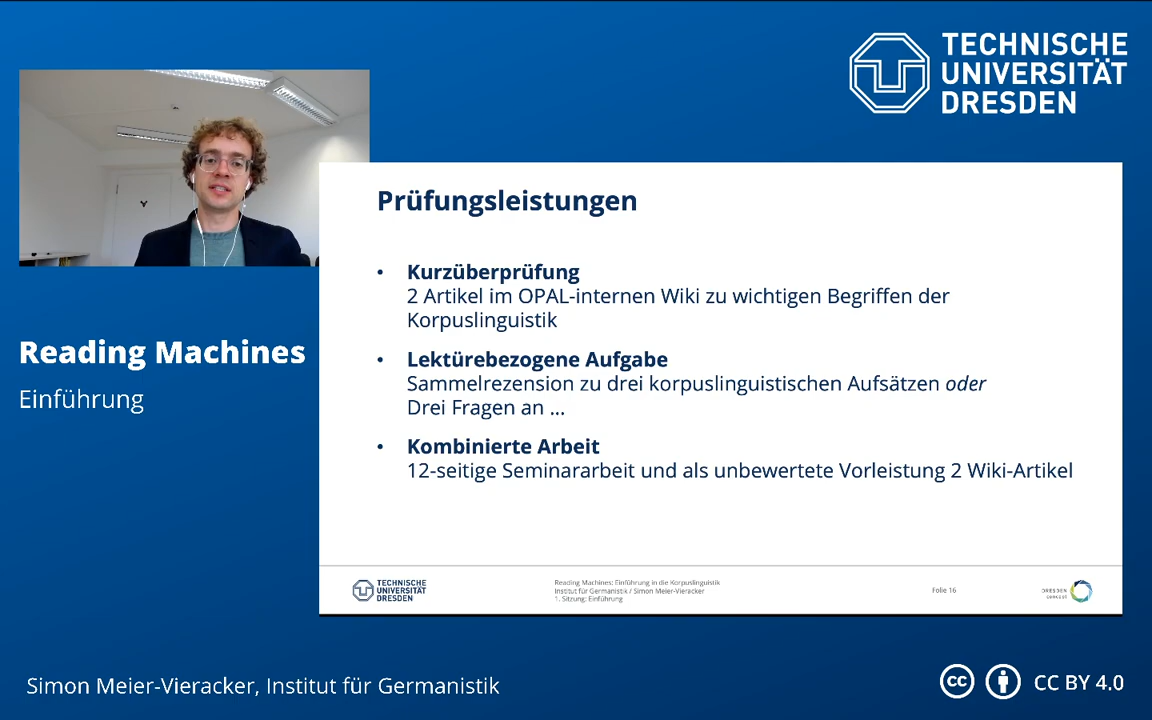 TECHNISCHE
UNIVERSITÄT
DRESDEN
Prüfungsleistungen
• Kurzüberprüfung
2 Artikel im OPAL-internen Wiki zu wichtigen Begriffen der
Korpuslinguistik
• Lektürebezogene Aufgabe
Sammelrezension zu drei korpuslinguistischen Aufsätzen oder
Drei Fragen an ...
• Kombinierte Arbeit
12-seitige Seminararbeit und als unbewertete Vorleistung 2 Wiki-Artikel
Reading Machines
Einführung
TECHNISCHE
UNIVERSITÄT
DRESDEN
Reading Machines: Einführung in die Korpuslinguistik
Institut für Germanistik / Simon Meier-Vieracker
1. Sitzung: Einführung
Folie 16
DRESDEN
concept
Simon Meier-Vieracker, Institut für Germanistik
cc
CC BY 4.0